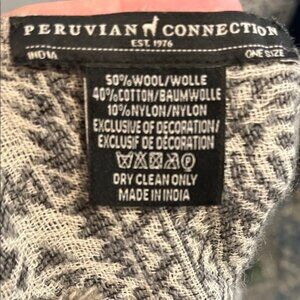 PERUVIAN CONNECTION
EST. 1976
INDIA ONE SIZE
50%WOOL/WOLLE
40%COTTON/BAUMWOLLE
10%NYLON/NYLON
EXCLUSIVE OF DECORATION/
EXCLUSIF DE DECORATION/
DRY CLEAN ONLY
MADE IN INDIA